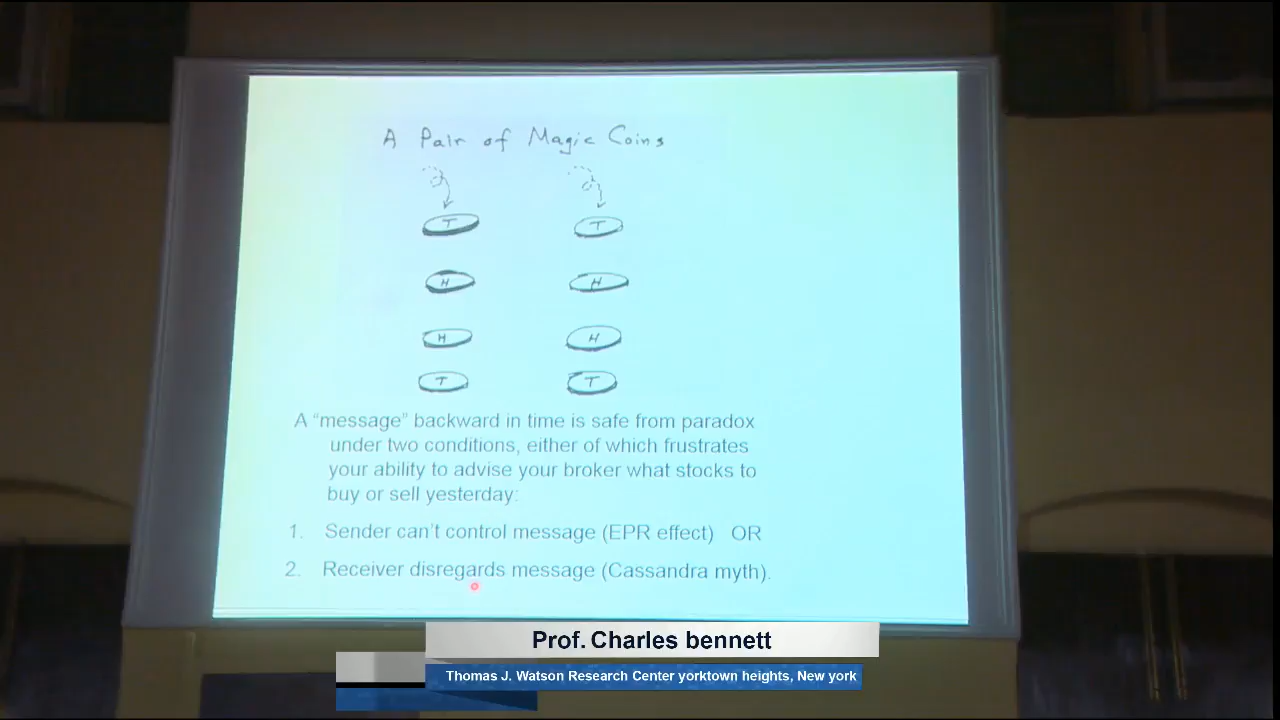 A Pair of Magic Coins
T T
H H
H H
T T
A “message” backward in time is safe from paradox
under two conditions, either of which frustrates
your ability to advise your broker what stocks to
buy or sell yesterday:
1. Sender can’t control message (EPR effect) OR
2. Receiver disregards message (Cassandra myth).
Prof. Charles bennett
Thomas J. Watson Research Center yorktown heights, New york